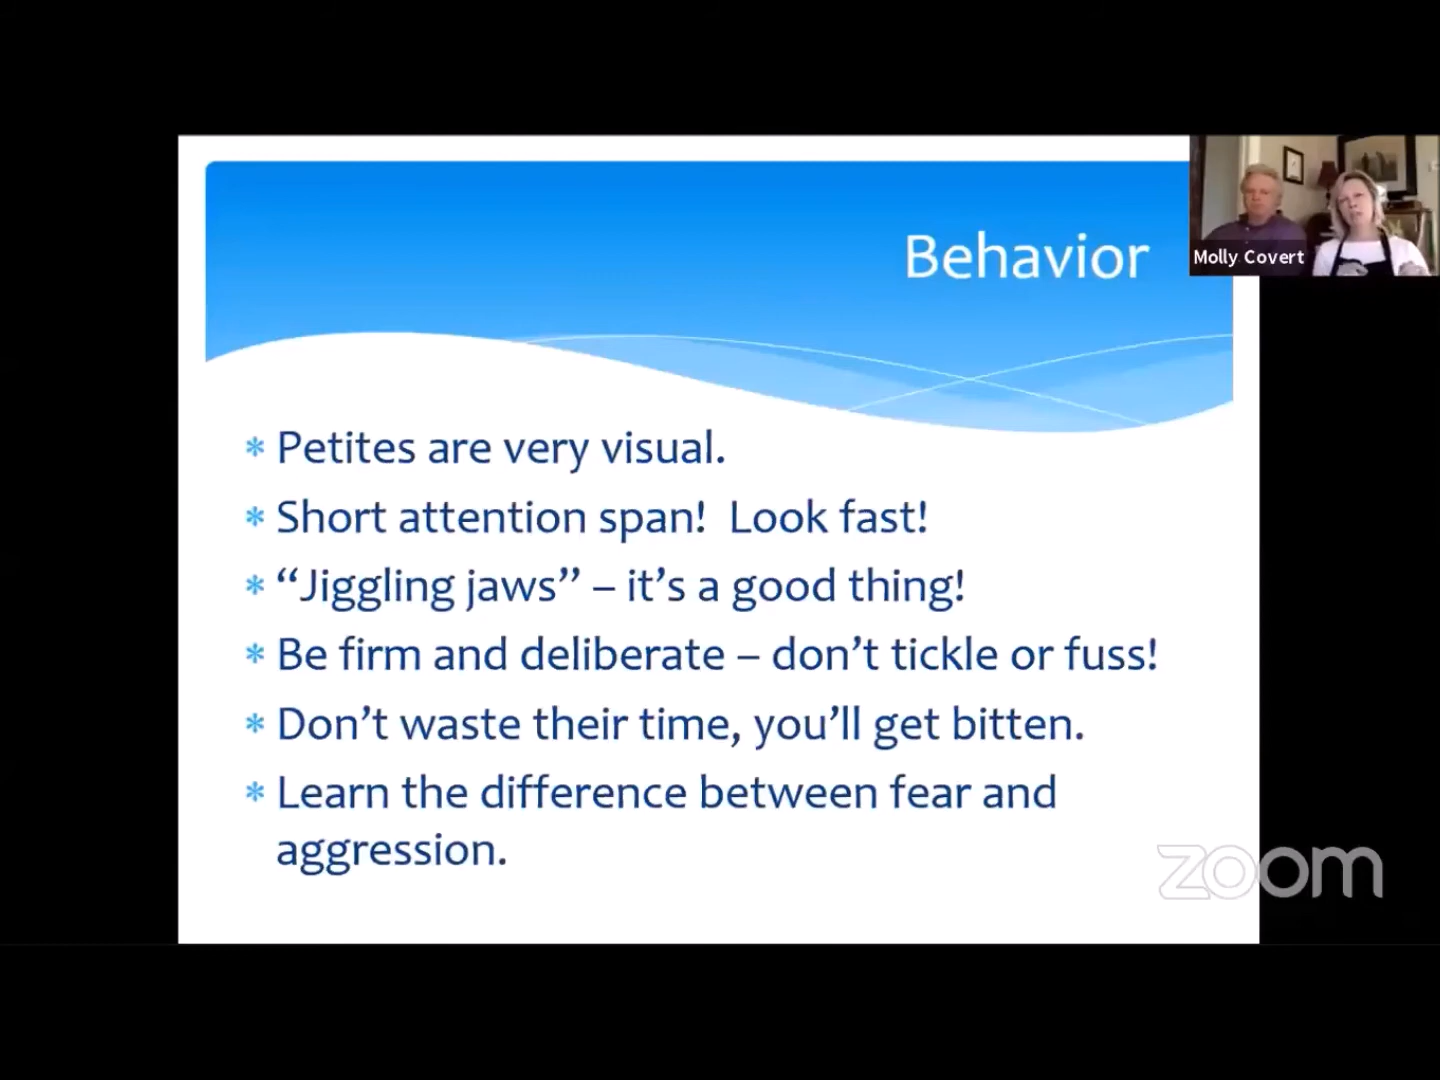 Behavior
Molly Covert
* Petites are very visual.
* Short attention span!  Look fast!
* “Jiggling jaws” – it’s a good thing!
* Be firm and deliberate – don’t tickle or fuss!
* Don’t waste their time, you’ll get bitten.
* Learn the difference between fear and
aggression.
zoom